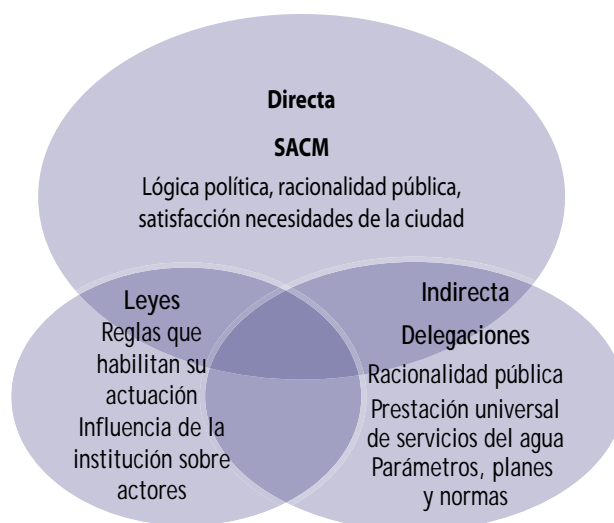 Directa
SACM
Lógica política, racionalidad pública,
satisfacción necesidades de la ciudad
Leyes
Reglas que
habilitan su
actuación
Influencia de la
institución sobre
actores
Indirecta
Delegaciones
Racionalidad pública
Prestación universal
de servicios del agua
Parámetros, planes
y normas